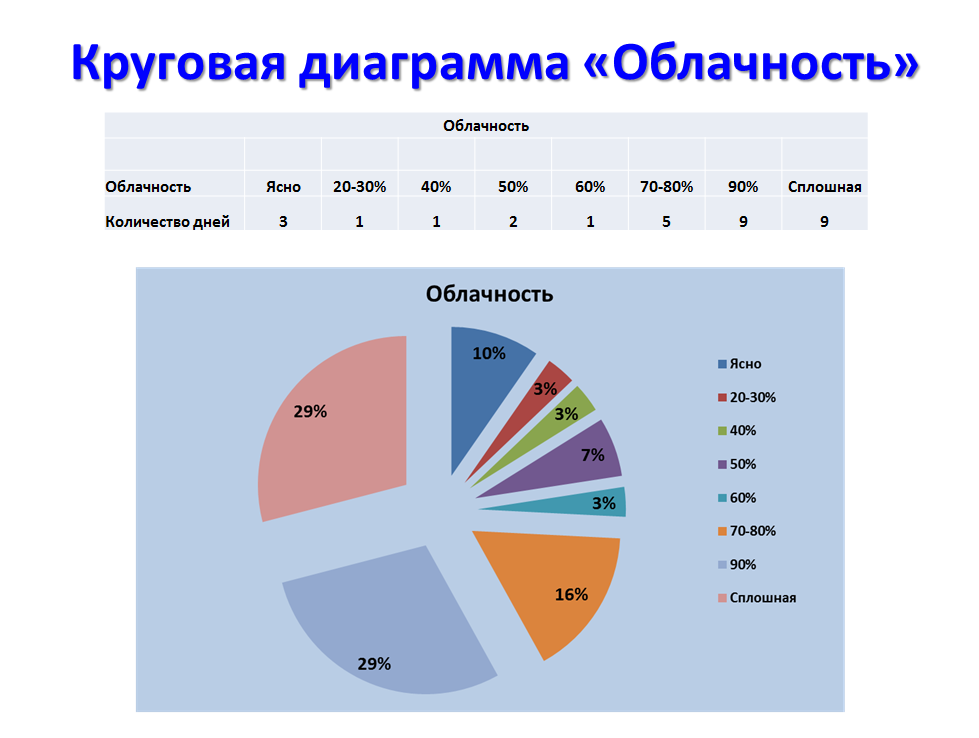 Круговая диаграмма «Облачность»
Облачность
Облачность Ясно 20-30% 40% 50% 60% 70-80% 90% Сплошная
Количество дней 3 1 1 2 1 5 9 9
Облачность
10%
3%
3%
7%
3%
16%
29%
29%
Ясно
20-30%
40%
50%
60%
70-80%
90%
Сплошная